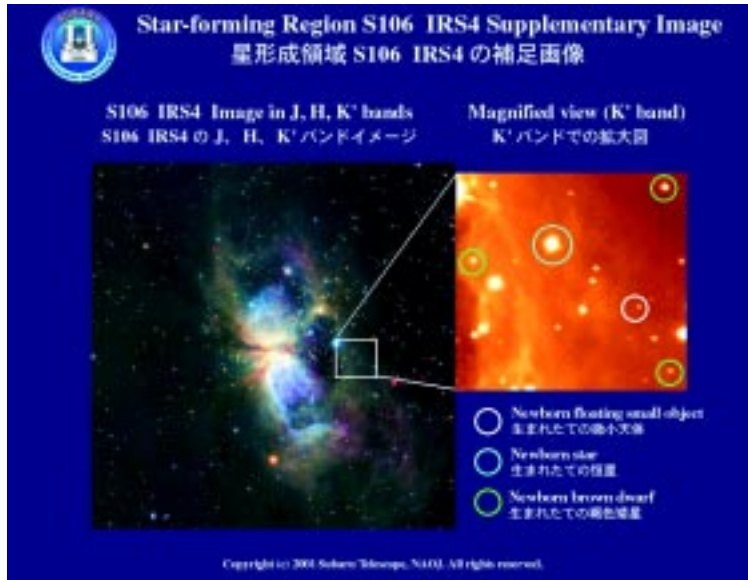 Star-forming Region S106 IRS4 Supplementary Image
星形成領域 S106 IRS4 の補足画像
S106 IRS4 Image in J, H, K' bands
S106 IRS4 の J, H, K' バンドイメージ
Magnified view (K' band)
K' バンドでの拡大図
Newborn floating small object
生まれたての微小天体
Newborn star
生まれたての恒星
Newborn brown dwarf
生まれたての褐色矮星
Copyright (c) 2001 Subaru Telescope, NAOJ. All rights reserved.